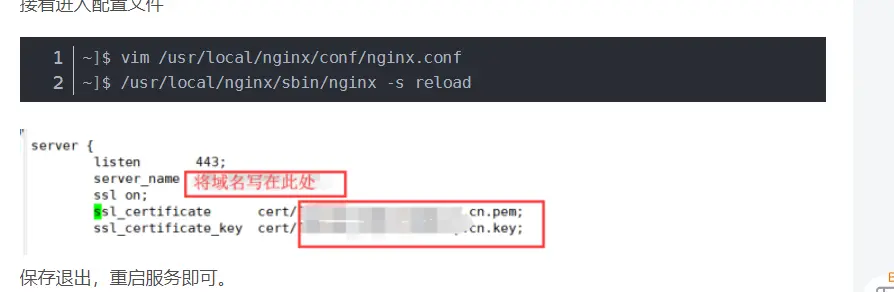 接着进入配置文件
1 ~]$ vim /usr/local/nginx/conf/nginx.conf
2 ~]$ /usr/local/nginx/sbin/nginx -s reload
server {
listen 443;
server_name 将域名写在此处
ssl on;
ssl_certificate cert/ .cn.pem;
ssl_certificate_key cert/ .cn.key;
保存退出，重启服务即可。